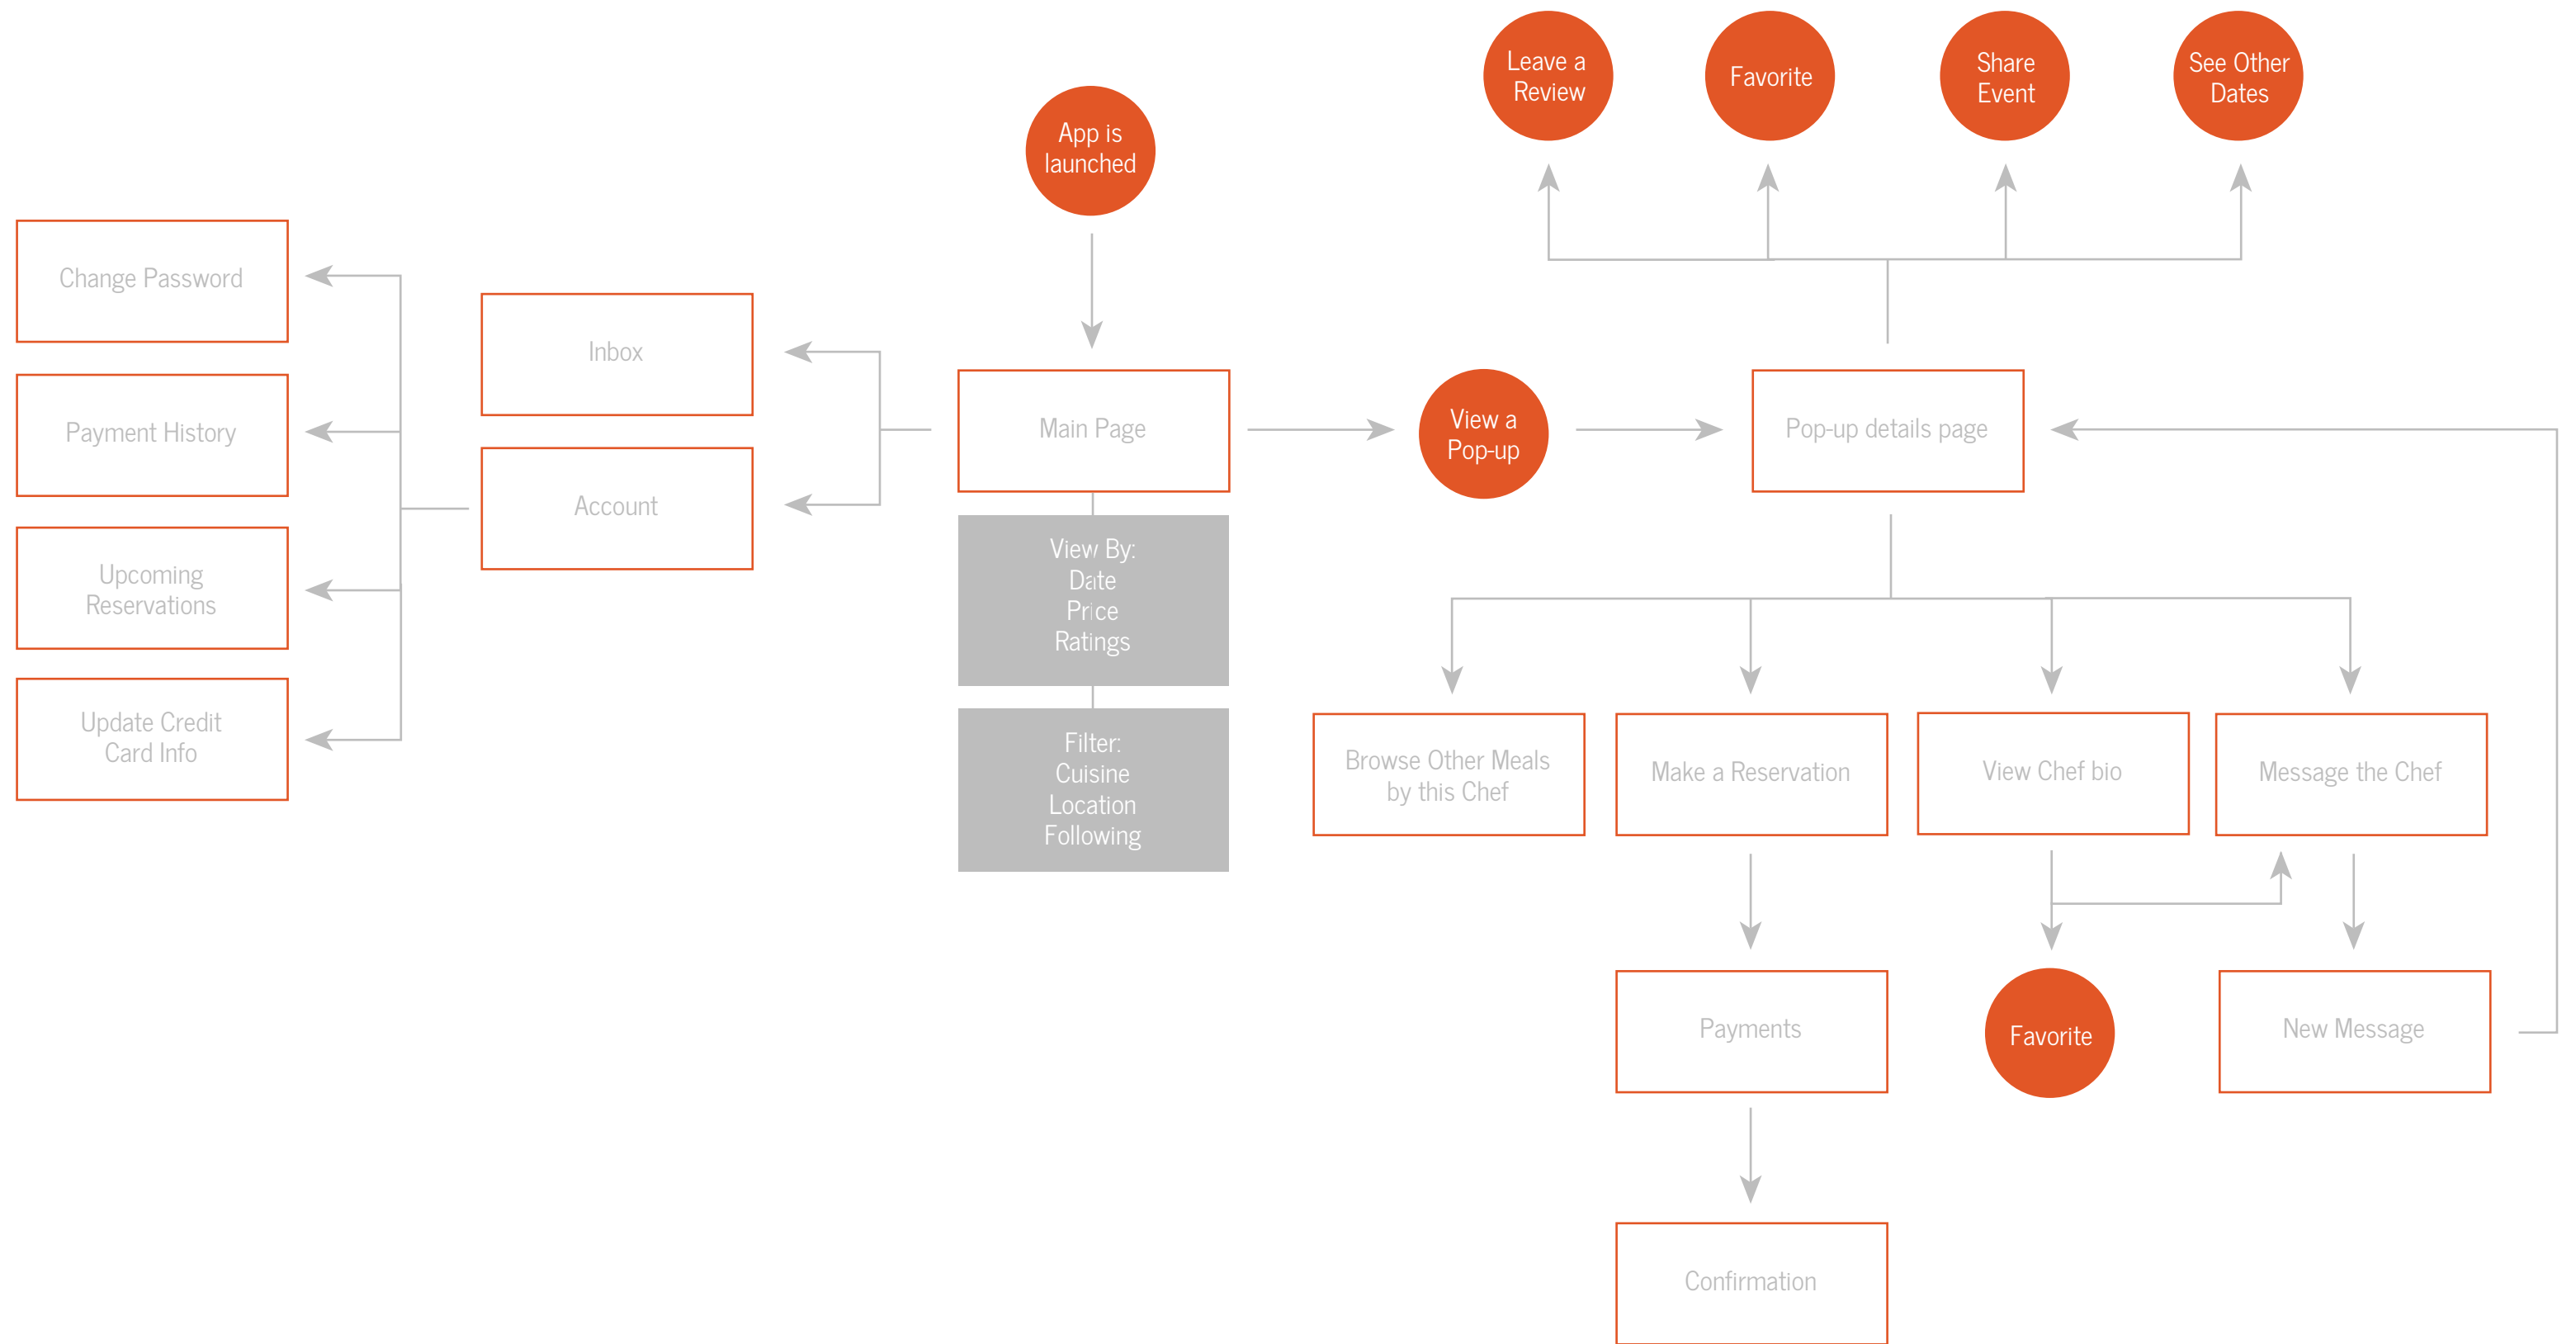 Leave a
Review
Favorite
Share
Event
See Other
Dates
App is
launched
Change Password
Payment History
Upcoming
Reservations
Update Credit
Card Info
Inbox
Account
Main Page
View By:
Date
Price
Ratings
Filter:
Cuisine
Location
Following
View a
Pop-up
Pop-up details page
Browse Other Meals
by this Chef
Make a Reservation
View Chef bio
Message the Chef
Payments
Favorite
New Message
Confirmation